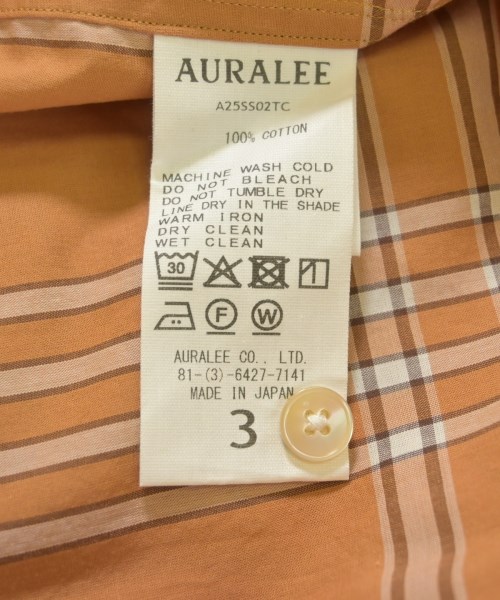 AURALEE
A25SS02TC
100% COTTON
MACHINE WASH COLD
DO NOT BLEACH
DO NOT TUMBLE DRY
LINE DRY IN THE SHADE
WARM IRON
DRY CLEAN
WET CLEAN
30
F W
AURALEE CO., LTD.
81-(3)-6427-7141
MADE IN JAPAN
3